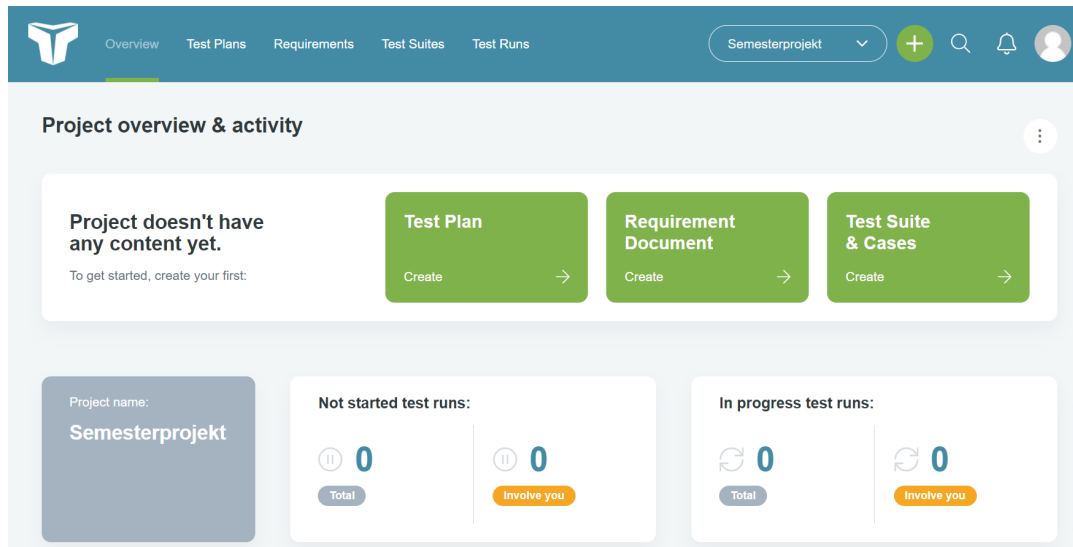 Overview Test Plans Requirements Test Suites Test Runs Semesterprojekt
Project overview & activity
Project doesn't have
any content yet.
To get started, create your first:
Test Plan
Create
Requirement
Document
Create
Test Suite
& Cases
Create
Project name:
Semesterprojekt
Not started test runs:
0
Total
0
Involve you
In progress test runs:
0
Total
0
Involve you